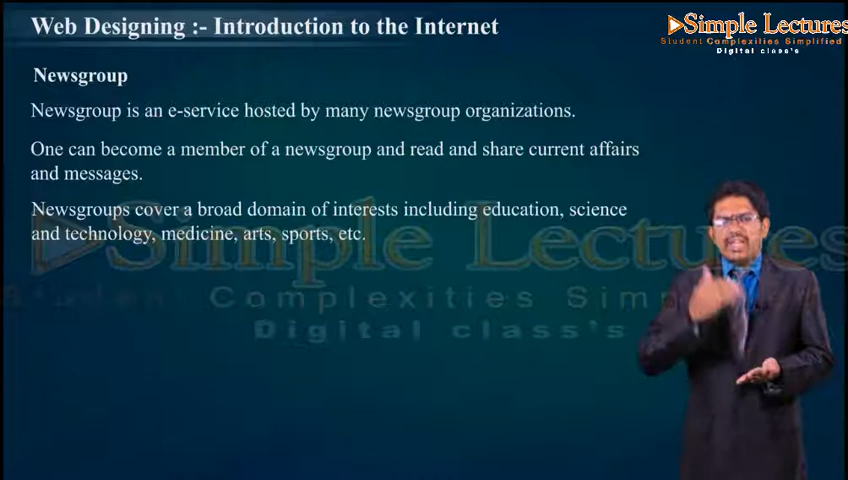 Web Designing :- Introduction to the Internet
Simple Lectures
Student Complexities Simplified
Digital class's
Newsgroup
Newsgroup is an e-service hosted by many newsgroup organizations.
One can become a member of a newsgroup and read and share current affairs
and messages.
Newsgroups cover a broad domain of interests including education, science
and technology, medicine, arts, sports, etc.
Simple Lectures
Student Complexities Sim
Digital class's